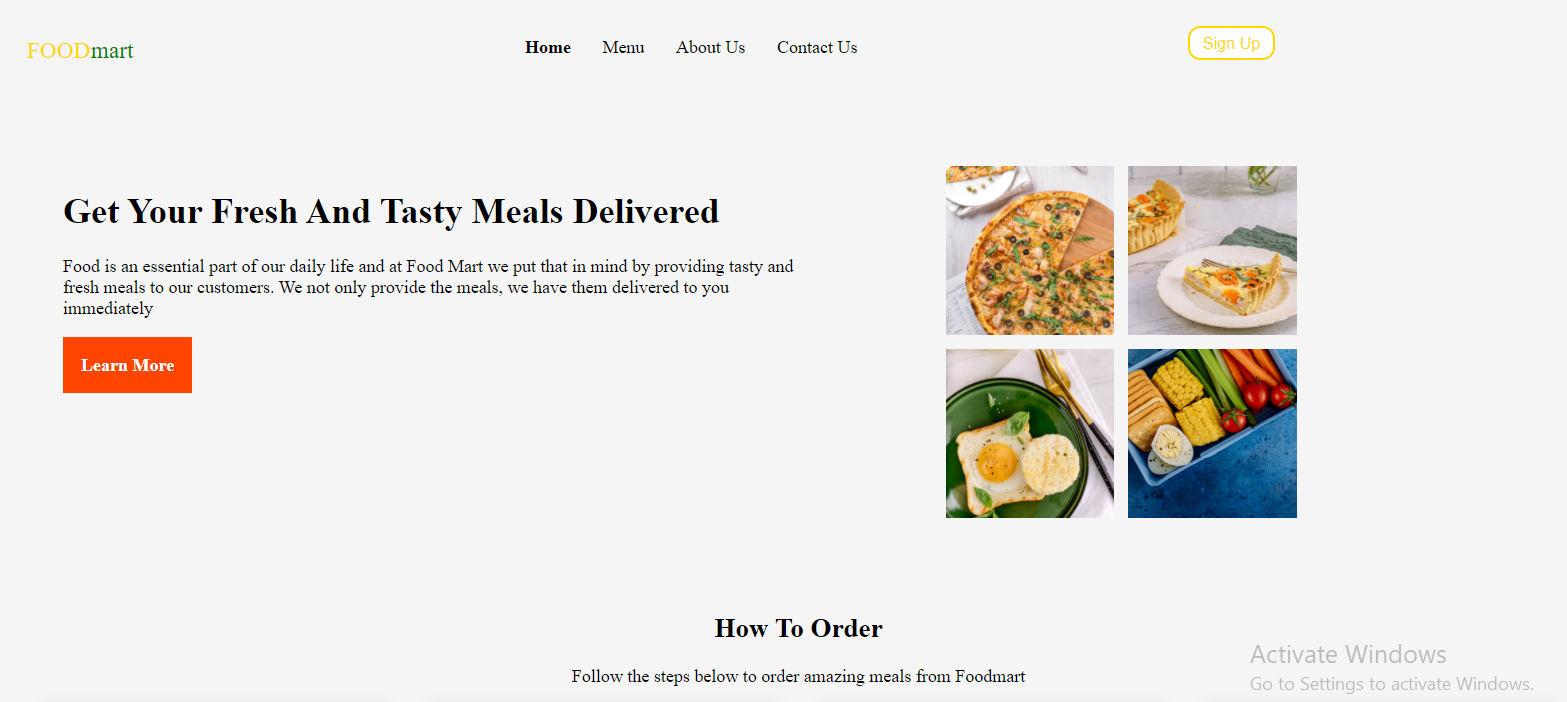 FOODmart
Home Menu About Us Contact Us
Sign Up
Get Your Fresh And Tasty Meals Delivered
Food is an essential part of our daily life and at Food Mart we put that in mind by providing tasty and
fresh meals to our customers. We not only provide the meals, we have them delivered to you
immediately
Learn More
How To Order
Follow the steps below to order amazing meals from Foodmart
Activate Windows
Go to Settings to activate Windows.